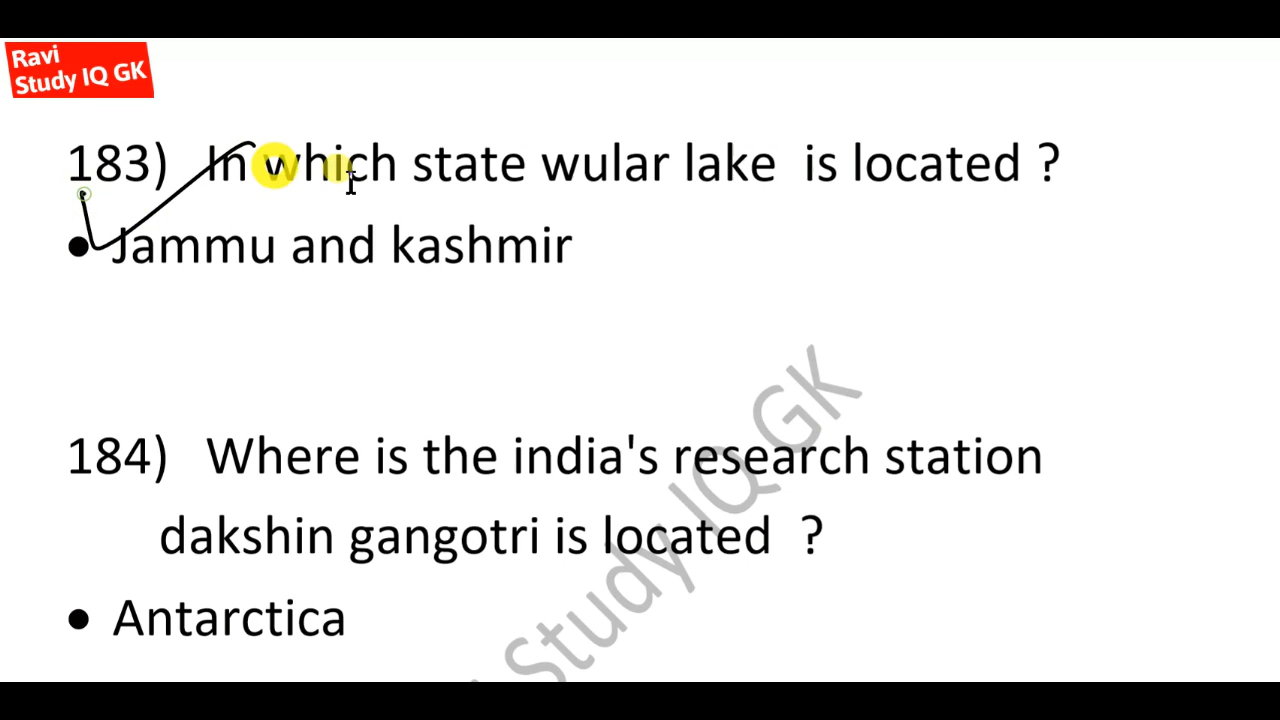 Ravi
Study IQ GK
183) In which state wular lake is located ?
• Jammu and kashmir
184) Where is the india's research station
dakshin gangotri is located ?
• Antarctica
Study IQ GK